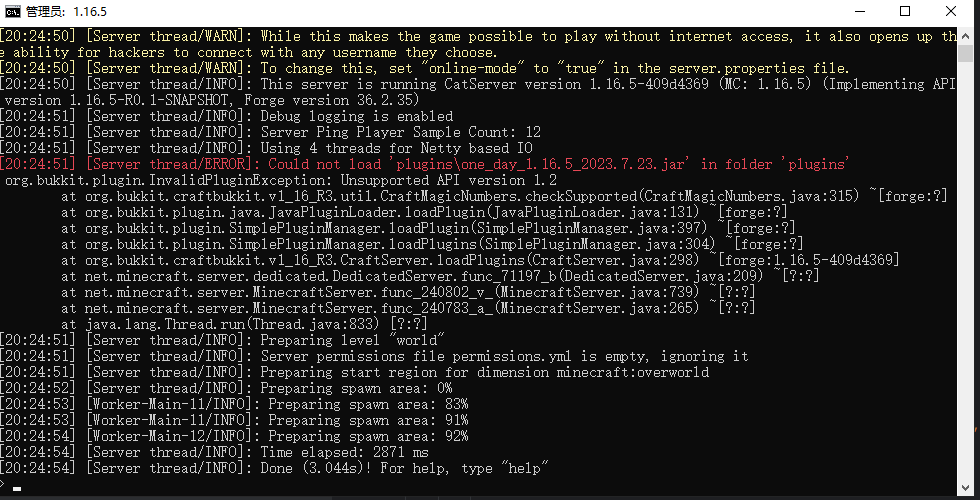 管理员: 1.16.5
[20:24:50] [Server thread/WARN]: While this makes the game possible to play without internet access, it also opens up th
e ability for hackers to connect with any username they choose.
[20:24:50] [Server thread/WARN]: To change this, set "online-mode" to "true" in the server.properties file.
[20:24:50] [Server thread/INFO]: This server is running CatServer version 1.16.5-409d4369 (MC: 1.16.5) (Implementing API
 version 1.16.5-R0.1-SNAPSHOT, Forge version 36.2.35)
[20:24:51] [Server thread/INFO]: Debug logging is enabled
[20:24:51] [Server thread/INFO]: Server Ping Player Sample Count: 12
[20:24:51] [Server thread/INFO]: Using 4 threads for Netty based IO
[20:24:51] [Server thread/ERROR]: Could not load 'plugins\one_day_1.16.5_2023.7.23.jar' in folder 'plugins'
org.bukkit.plugin.InvalidPluginException: Unsupported API version 1.2
at org.bukkit.craftbukkit.v1_16_R3.util.CraftMagicNumbers.checkSupported(CraftMagicNumbers.java:315) ~[forge:?]
at org.bukkit.plugin.java.JavaPluginLoader.loadPlugin(JavaPluginLoader.java:131) ~[forge:?]
at org.bukkit.plugin.SimplePluginManager.loadPlugin(SimplePluginManager.java:397) ~[forge:?]
at org.bukkit.plugin.SimplePluginManager.loadPlugins(SimplePluginManager.java:304) ~[forge:?]
at org.bukkit.craftbukkit.v1_16_R3.CraftServer.loadPlugins(CraftServer.java:298) ~[forge:1.16.5-409d4369]
at net.minecraft.server.dedicated.DedicatedServer.func_71197_b(DedicatedServer.java:209) ~[?:?]
at net.minecraft.server.MinecraftServer.func_240802_v_(MinecraftServer.java:739) ~[?:?]
at net.minecraft.server.MinecraftServer.func_240783_a_(MinecraftServer.java:265) ~[?:?]
at java.lang.Thread.run(Thread.java:833) [?:?]
[20:24:51] [Server thread/INFO]: Preparing level "world"
[20:24:51] [Server thread/INFO]: Server permissions file permissions.yml is empty, ignoring it
[20:24:51] [Server thread/INFO]: Preparing start region for dimension minecraft:overworld
[20:24:52] [Server thread/INFO]: Preparing spawn area: 0%
[20:24:53] [Worker-Main-11/INFO]: Preparing spawn area: 83%
[20:24:53] [Worker-Main-11/INFO]: Preparing spawn area: 91%
[20:24:54] [Worker-Main-12/INFO]: Preparing spawn area: 92%
[20:24:54] [Server thread/INFO]: Time elapsed: 2871 ms
[20:24:54] [Server thread/INFO]: Done (3.044s)! For help, type "help"
>